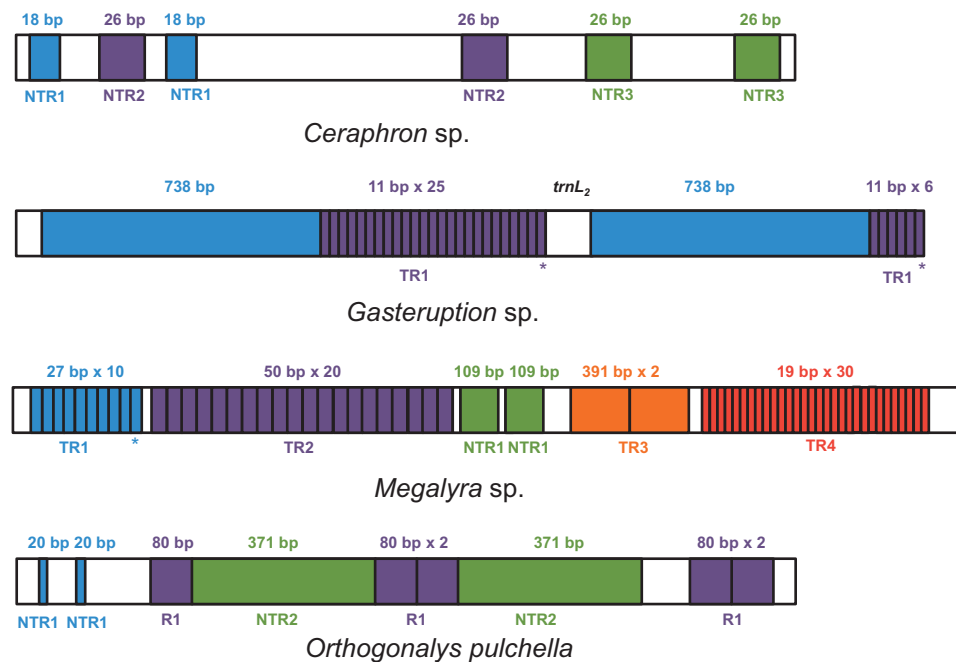 18 bp 26 bp 18 bp 26 bp 26 bp 26 bp
NTR1 NTR2 NTR1 NTR2 NTR3 NTR3
Ceraphron sp.
738 bp 11 bp x 25 trnL2 738 bp 11 bp x 6
TR1 * TR1 *
Gasteruption sp.
27 bp x 10 50 bp x 20 109 bp 109 bp 391 bp x 2 19 bp x 30
TR1 * TR2 NTR1 NTR1 TR3 TR4
Megalyra sp.
20 bp 20 bp 80 bp 371 bp 80 bp x 2 371 bp 80 bp x 2
NTR1 NTR1 R1 NTR2 R1 NTR2 R1
Orthogonalys pulchella